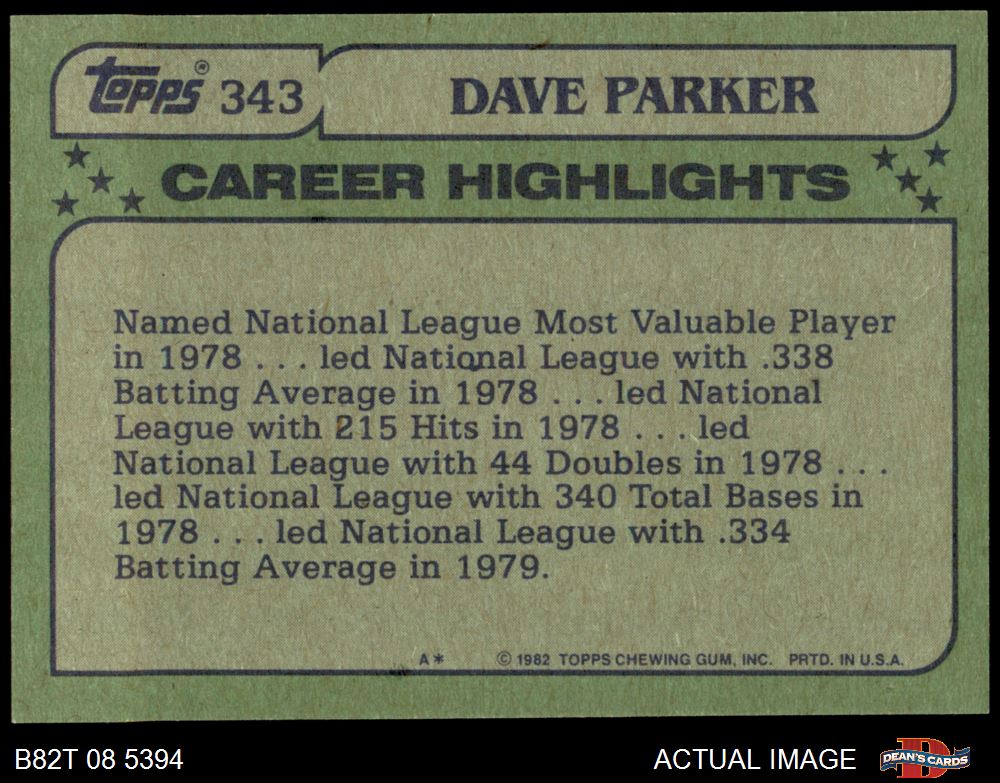 Topps® 343
DAVE PARKER
CAREER HIGHLIGHTS
Named National League Most Valuable Player
in 1978 . . . led National League with .338
Batting Average in 1978 . . . led National
League with 215 Hits in 1978 . . . led
National League with 44 Doubles in 1978 . . .
led National League with 340 Total Bases in
1978 . . . led National League with .334
Batting Average in 1979.
A* © 1982 TOPPS CHEWING GUM, INC. PRTD. IN U.S.A.
B82T 08 5394
ACTUAL IMAGE
D
DEAN'S CARDS